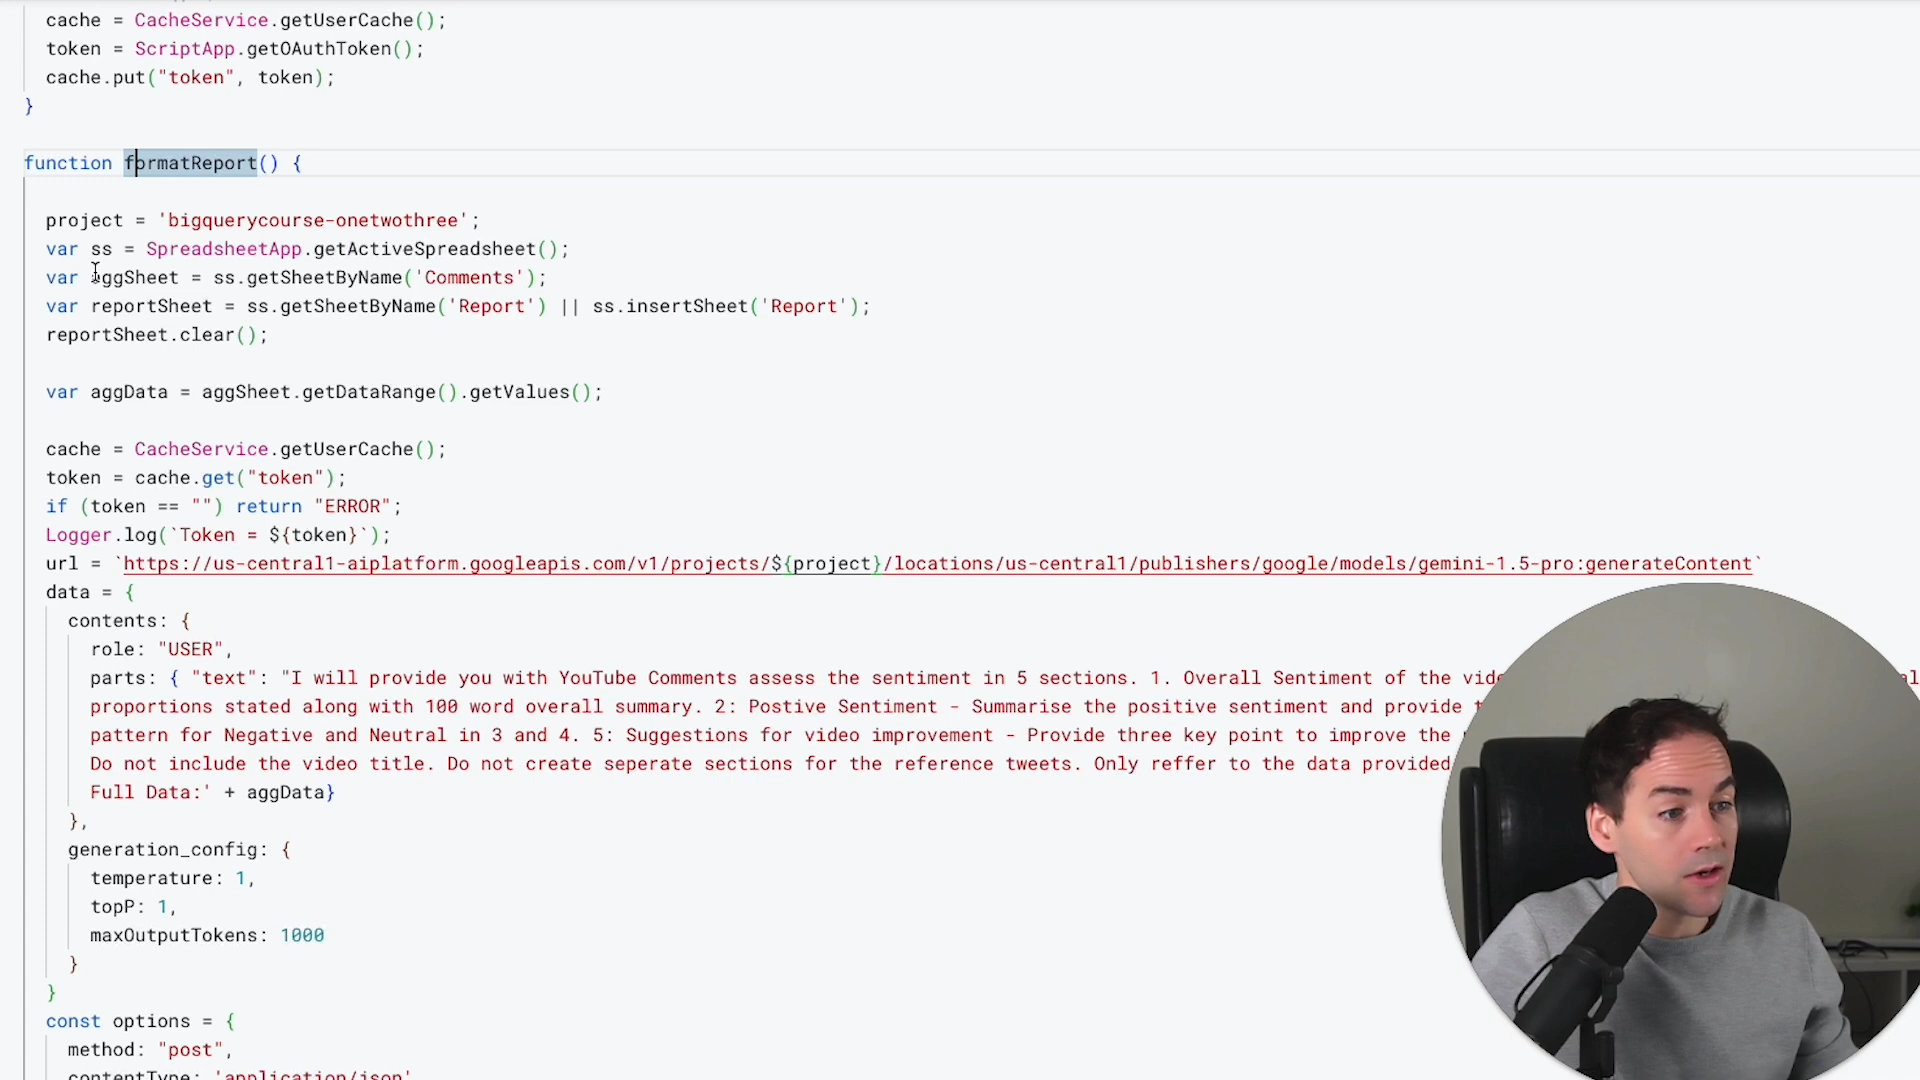 cache = CacheService.getUserCache();
token = ScriptApp.getOAuthToken();
cache.put("token", token);
}
function formatReport() {
project = 'bigquerycourse-onetwothree';
var ss = SpreadsheetApp.getActiveSpreadsheet();
var aggSheet = ss.getSheetByName('Comments');
var reportSheet = ss.getSheetByName('Report') || ss.insertSheet('Report');
reportSheet.clear();
var aggData = aggSheet.getDataRange().getValues();
cache = CacheService.getUserCache();
token = cache.get("token");
if (token == "") return "ERROR";
Logger.log(`Token = ${token}`);
url = `https://us-central1-aiplatform.googleapis.com/v1/projects/${project}/locations/us-central1/publishers/google/models/gemini-1.5-pro:generateContent`
data = {
contents: {
role: "USER",
parts: { "text": "I will provide you with YouTube Comments assess the sentiment in 5 sections. 1. Overall Sentiment of the
proportions stated along with 100 word overall summary. 2: Postive Sentiment - Summarise the positive sentiment and provide
pattern for Negative and Neutral in 3 and 4. 5: Suggestions for video improvement - Provide three key point to improve the
Do not include the video title. Do not create seperate sections for the reference tweets. Only reffer to the data provided
Full Data:' + aggData}
},
generation_config: {
temperature: 1,
topP: 1,
maxOutputTokens: 1000
}
}
const options = {
method: "post",
contentType: 'application/json'